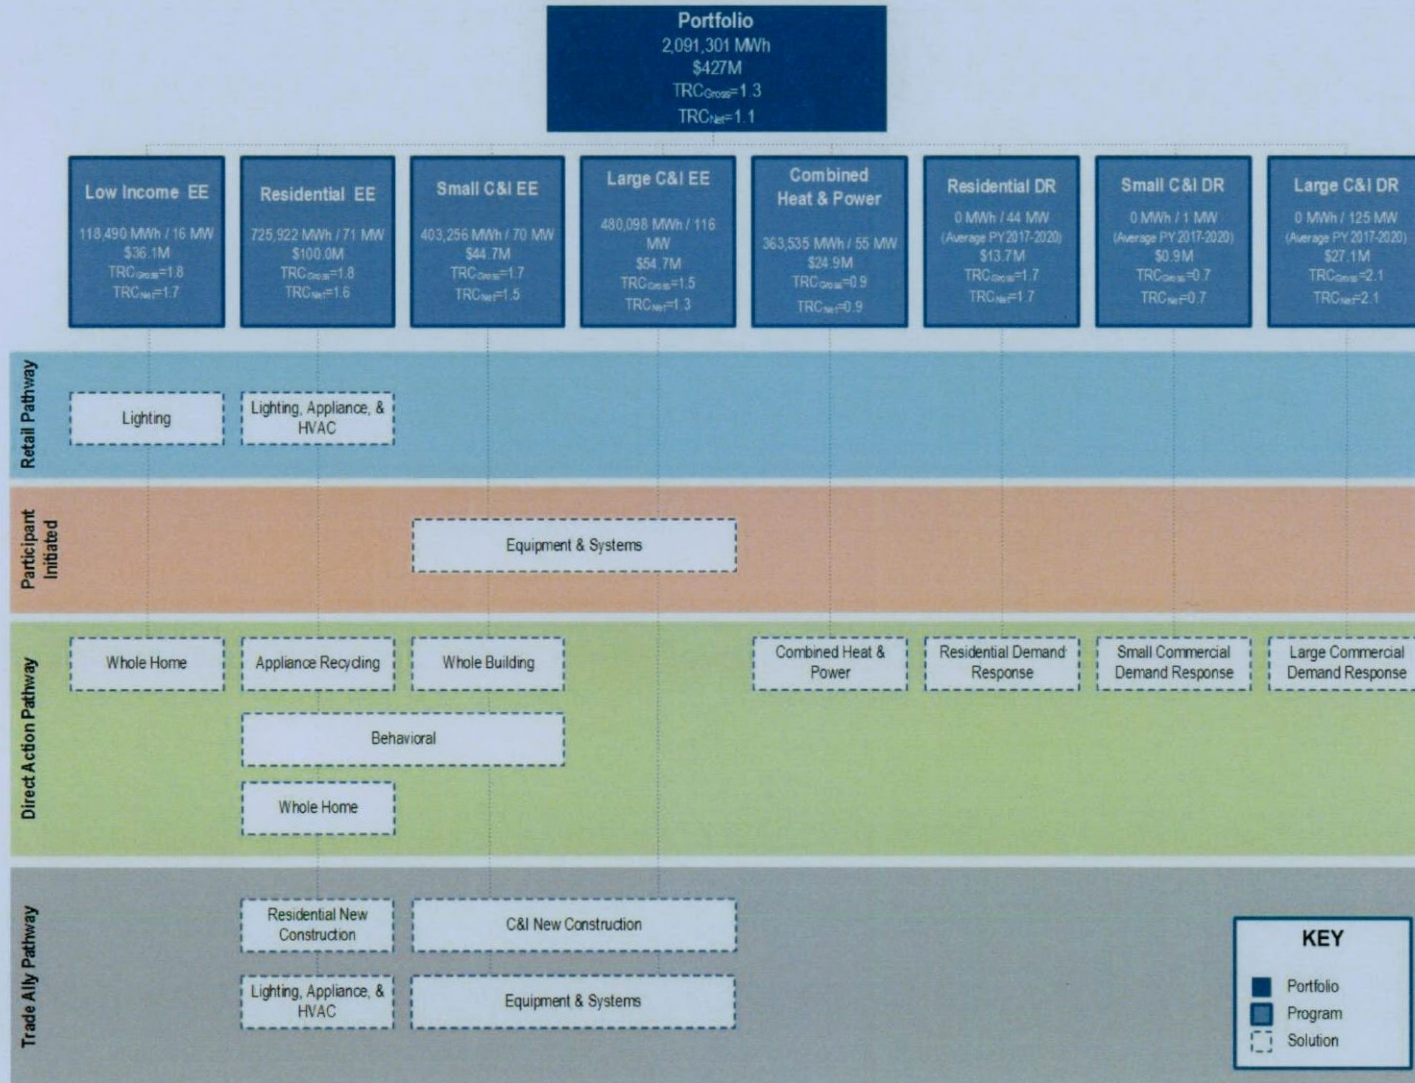 Portfolio
2,091,301 MWh
$427M
TRCGross=1.3
TRCNet=1.1
Low Income EE
118,490 MWh / 16 MW
$36.1M
TRCGross=1.8
TRCNet=1.7
Residential EE
725,922 MWh / 71 MW
$100.0M
TRCGross=1.8
TRCNet=1.6
Small C&I EE
403,256 MWh / 70 MW
$44.7M
TRCGross=1.7
TRCNet=1.5
Large C&I EE
480,098 MWh / 116
MW
$54.7M
TRCGross=1.5
TRCNet=1.3
Combined
Heat & Power
363,535 MWh / 55 MW
$24.9M
TRCGross=0.9
TRCNet=0.9
Residential DR
0 MWh / 44 MW
(Average PY 2017-2020)
$13.7M
TRCGross=1.7
TRCNet=1.7
Small C&I DR
0 MWh / 1 MW
(Average PY 2017-2020)
$0.9M
TRCGross=0.7
TRCNet=0.7
Large C&I DR
0 MWh / 125 MW
(Average PY 2017-2020)
$27.1M
TRCGross=2.1
TRCNet=2.1
Retail Pathway
Lighting
Lighting, Appliance, &
HVAC
Participant
Initiated
Equipment & Systems
Direct Action Pathway
Whole Home
Appliance Recycling
Whole Building
Combined Heat &
Power
Residential Demand
Response
Small Commercial
Demand Response
Large Commercial
Demand Response
Behavioral
Whole Home
Trade Ally Pathway
Residential New
Construction
C&I New Construction
Lighting, Appliance, &
HVAC
Equipment & Systems
KEY
Portfolio
Program
Solution